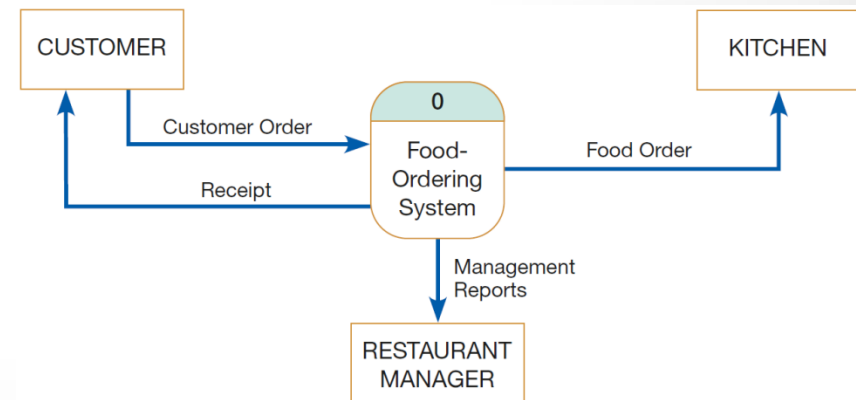 CUSTOMER
KITCHEN
0
Customer Order
Food-
Ordering
System
Food Order
Receipt
Management
Reports
RESTAURANT
MANAGER